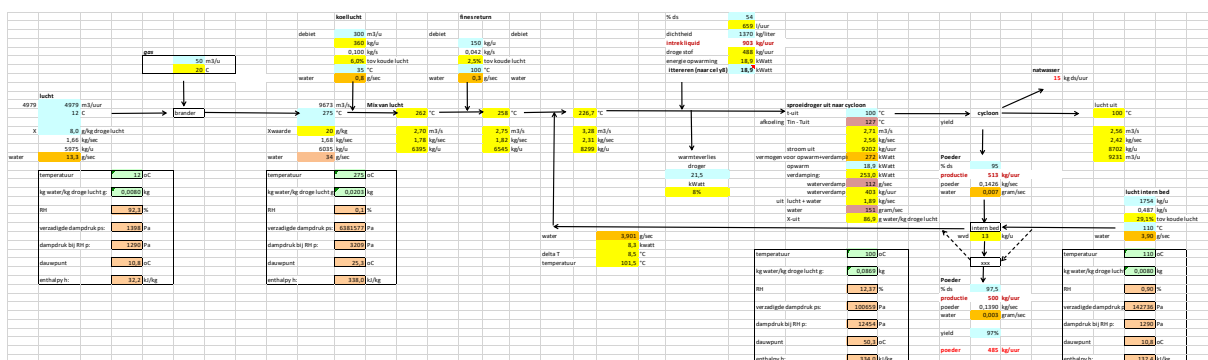 koellucht
fines return
% ds 54
659 l/uur
debiet 300 m3/u debiet debiet
dichtheid 1370 kg/liter
360 kg/u 150 kg/u
intrek liquid 903 kg/uur
gas
0,100 kg/s 0,042 kg/s
droge stof 488 kg/uur
50 m3/u
6,0% tov koude lucht 2,5% tov koude lucht
energie opwarming 18,9 kWatt
20 C
35 °C 100 °C
ittereren (naar cel y8) 18,9 kWatt
natwasser
water 0,8 g/sec water 0,3 g/sec water
15 kg ds/uur
lucht
4979 4979 m3/uur
9673 m3/u Mix van lucht
sproeidroger uit naar cycloon
lucht uit
12 C
brander
275 °C 262 °C 258 °C 226,7 °C
t-uit 100 °C
cycloon
100 °C
afkoeling Tin - Tuit 127 °C
yield
X 8,0 g/kg droge lucht
X waarde 20 g/kg 2,70 m3/s 2,75 m3/s 3,28 m3/s
2,71 m3/s
2,56 m3/s
1,66 kg/s
1,68 kg/sec 1,78 kg/sec 1,82 kg/sec 2,31 kg/sec
2,56 g/sec
2,42 kg/sec
5975 kg/u
6035 kg/u 6395 kg/u 6545 kg/u 8299 kg/u
stroom uit 9202 kg/uur
8702 kg/u
water 13,3 g/sec
water 34 g/sec
warmteverlies
vermogen voor opwarm+verdamp 272 kWatt
Poeder
9231 m3/u
droger
opwarm 18,9 kWatt
% ds 95
temperatuur 12 oC
temperatuur 275 oC
21,5
verdamping: 253,0 kWatt
productie 513 kg/uur
kWatt
waterverdamp 112 g/sec
poeder 0,1426 kg/sec
kg water/kg droge lucht g: 0,0080 kg
kg water/kg droge lucht g 0,0203 kg
8%
waterverdamp 403 kg/uur
water 0,007 gram/sec
lucht intern bed
uit lucht + water 1,89 kg/sec
1754 kg/u
RH 92,3 %
RH 0,1 %
water 151 gram/sec
0,487 kg/s
X-uit 86,9 g water/kg droge lucht
29,1% tov koude lucht
verzadigde dampdruk ps: 1398 Pa
verzadigde dampdruk ps: 6381577 Pa
intern bed
110 °C
water 3,901 g/sec
wvd 13 kg/u
water 3,90 g/sec
dampdruk bij RH p: 1290 Pa
dampdruk bij RH p: 3209 Pa
8,3 kwatt
delta T 8,5 °C
temperatuur 100 oC
temperatuur 110 oC
dauwpunt 10,8 oC
dauwpunt 25,3 oC
temperatuur 101,5 °C
xxx
kg water/kg droge lucht g: 0,0869 kg
kg water/kg droge lucht 0,0080 kg
enthalpy h: 32,2 kJ/kg
enthalpy h: 338,0 kJ/kg
Poeder
% ds 97,5
RH 12,37 %
RH 0,90 %
productie 500 kg/uur
verzadigde dampdruk ps: 100659 Pa
poeder 0,1390 kg/sec
verzadigde dampdruk p 142736 Pa
water 0,003 gram/sec
dampdruk bij RH p: 12454 Pa
dampdruk bij RH p: 1290 Pa
yield 97%
dauwpunt 50,3 oC
dauwpunt 10,8 oC
poeder 485 kg/uur
enthalpy h: 334,0 kJ/kg
enthalpy h: 132,4 kJ/kg